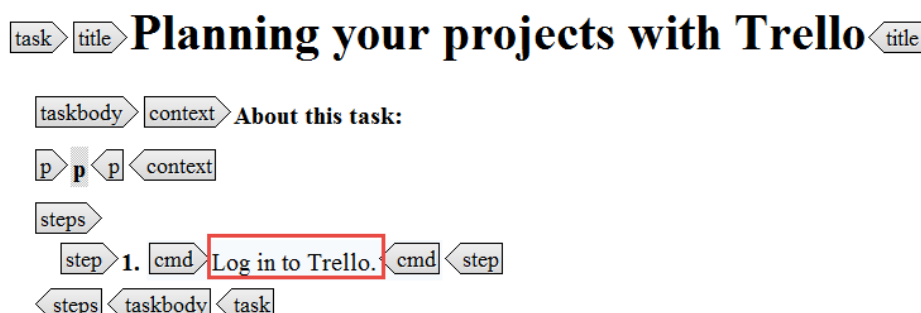 task title Planning your projects with Trello title
taskbody context About this task:
p p p context
steps
step 1. cmd Log in to Trello. cmd step
steps taskbody task